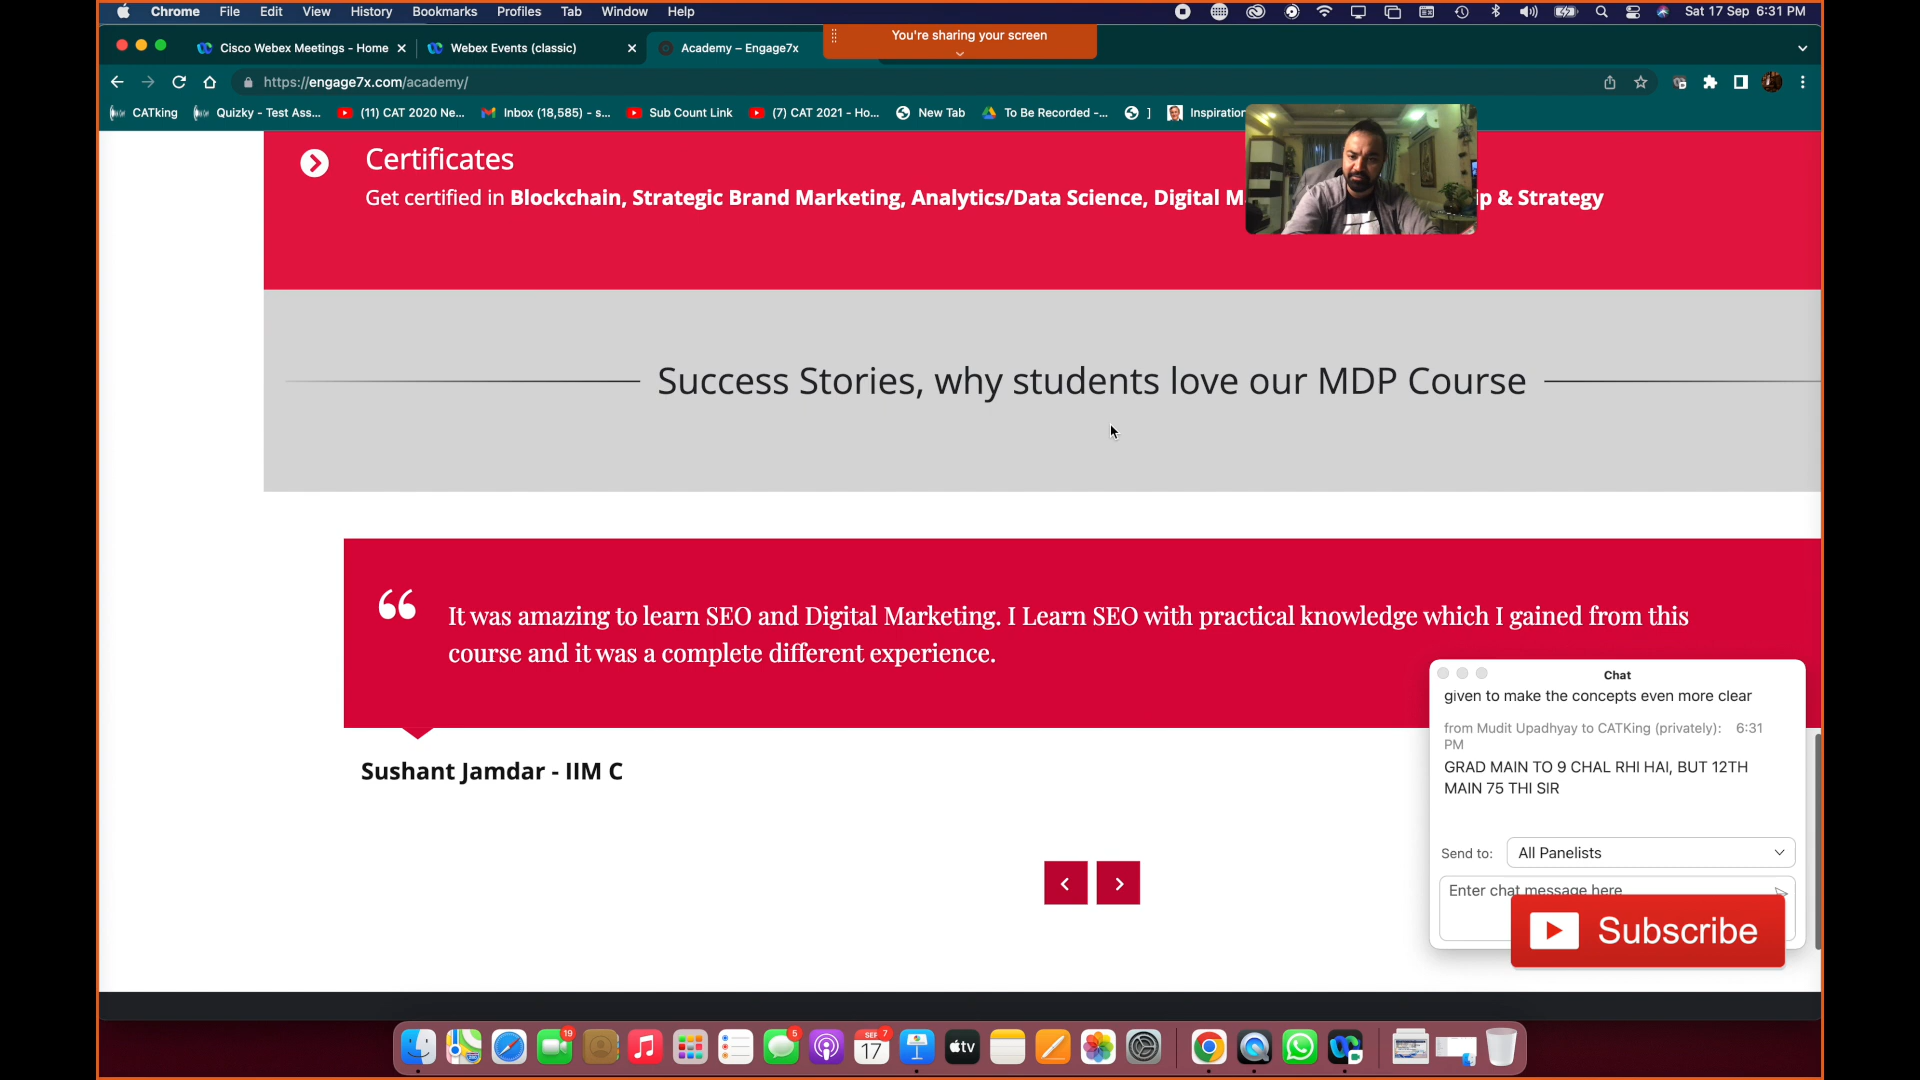 Chrome File Edit View History Bookmarks Profiles Tab Window Help
Sat 17 Sep 6:31 PM
Cisco Webex Meetings - Home
Webex Events (classic)
Academy – Engage7x
You're sharing your screen
https://engage7x.com/academy/
CATking
Quizky - Test Ass...
(11) CAT 2020 Ne...
Inbox (18,585) - s...
Sub Count Link
(7) CAT 2021 - Ho...
New Tab
To Be Recorded -...
]
Inspiration
Certificates
Get certified in Blockchain, Strategic Brand Marketing, Analytics/Data Science, Digital M
ip & Strategy
Success Stories, why students love our MDP Course
“ It was amazing to learn SEO and Digital Marketing. I Learn SEO with practical knowledge which I gained from this
course and it was a complete different experience.
Sushant Jamdar - IIM C
Chat
given to make the concepts even more clear
from Mudit Upadhyay to CATKing (privately): 6:31
PM
GRAD MAIN TO 9 CHAL RHI HAI, BUT 12TH
MAIN 75 THI SIR
Send to: All Panelists
Enter chat message here
Subscribe
19
5
SEP 7
17
tv